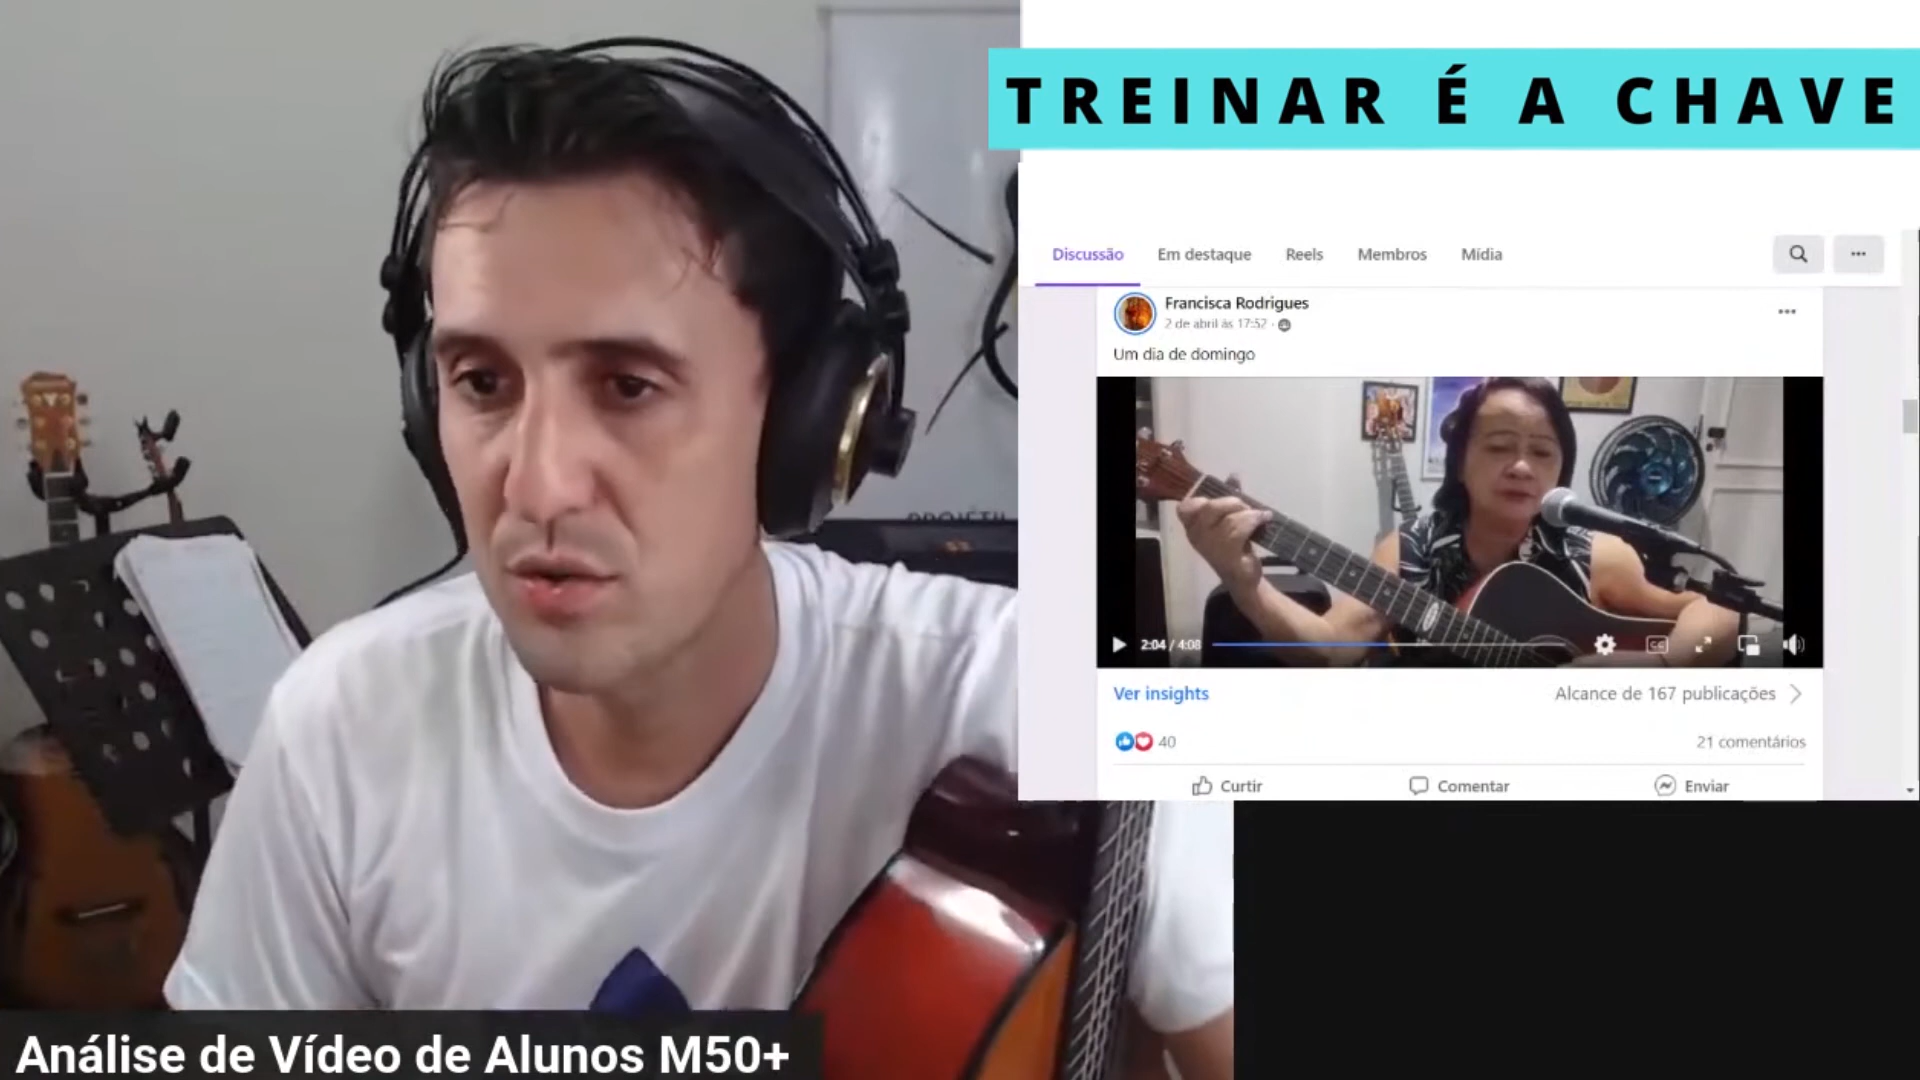 TREINAR É A CHAVE
Discussão Em destaque Reels Membros Mídia
Francisca Rodrigues
2 de abril às 17:52
Um dia de domingo
2:04 / 4:08
CC
Ver insights Alcance de 167 publicações
40 21 comentários
Curtir Comentar Enviar
Análise de Vídeo de Alunos M50+